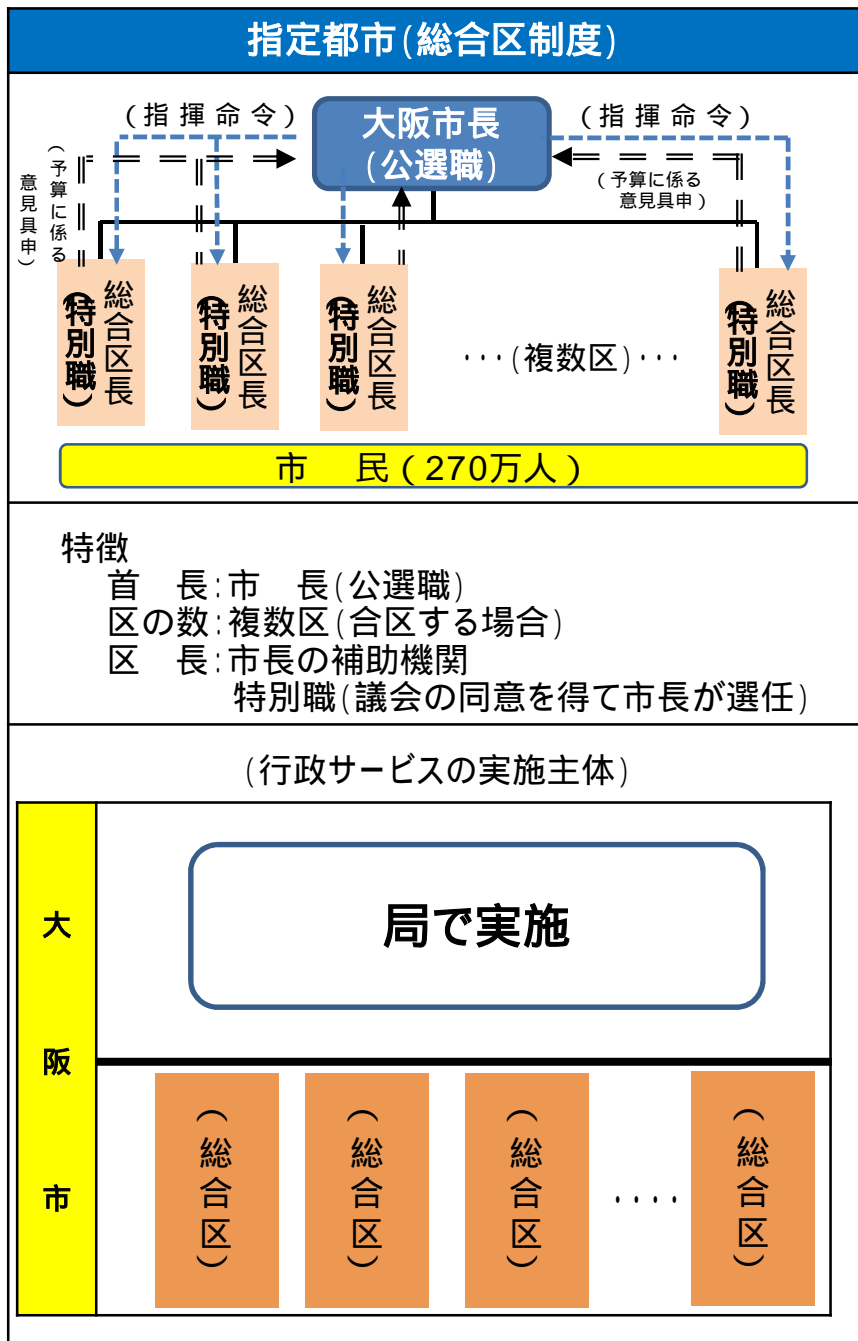 指定都市(総合区制度)
(指揮命令)
大阪市長
(公選職)
(指揮命令)
(予算に係る
意見具申)
(予算に係る
意見具申)
総合区長
(特別職)
総合区長
(特別職)
総合区長
(特別職)
・・・(複数区)・・・
総合区長
(特別職)
市　民(270万人)
特徴
首　長:市　長(公選職)
区の数:複数区(合区する場合)
区　長:市長の補助機関
特別職(議会の同意を得て市長が選任)
(行政サービスの実施主体)
大阪市
局で実施
(総合区)
(総合区)
(総合区)
・・・・
(総合区)